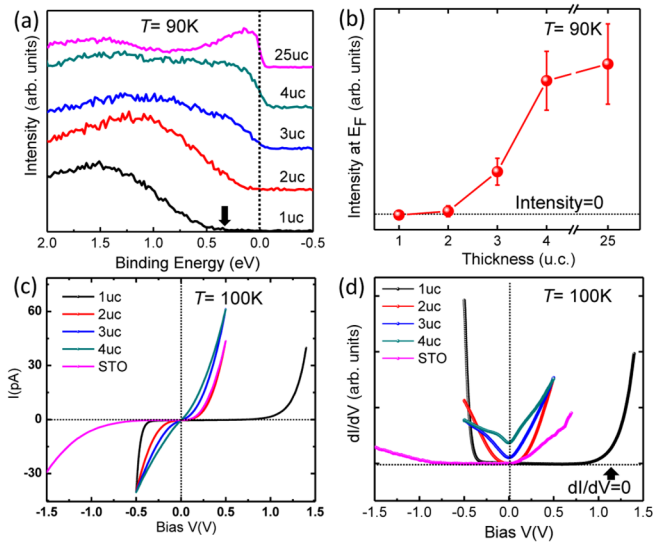 (a)
T= 90K
25uc
4uc
3uc
2uc
1uc
Intensity (arb. units)
2.0 1.5 1.0 0.5 0.0 -0.5
Binding Energy (eV)
(b)
T= 90K
Intensity at EF
Intensity=0
1 2 3 4 25
Thickness (u.c.)
(c)
T= 100K
1uc
2uc
3uc
4uc
STO
I(pA)
60
30
0
-30
-1.5 -1.0 -0.5 0.0 0.5 1.0 1.5
Bias V(V)
(d)
T= 100K
1uc
2uc
3uc
4uc
STO
dI/dV (arb. units)
dI/dV=0
-1.5 -1.0 -0.5 0.0 0.5 1.0 1.5
Bias V(V)